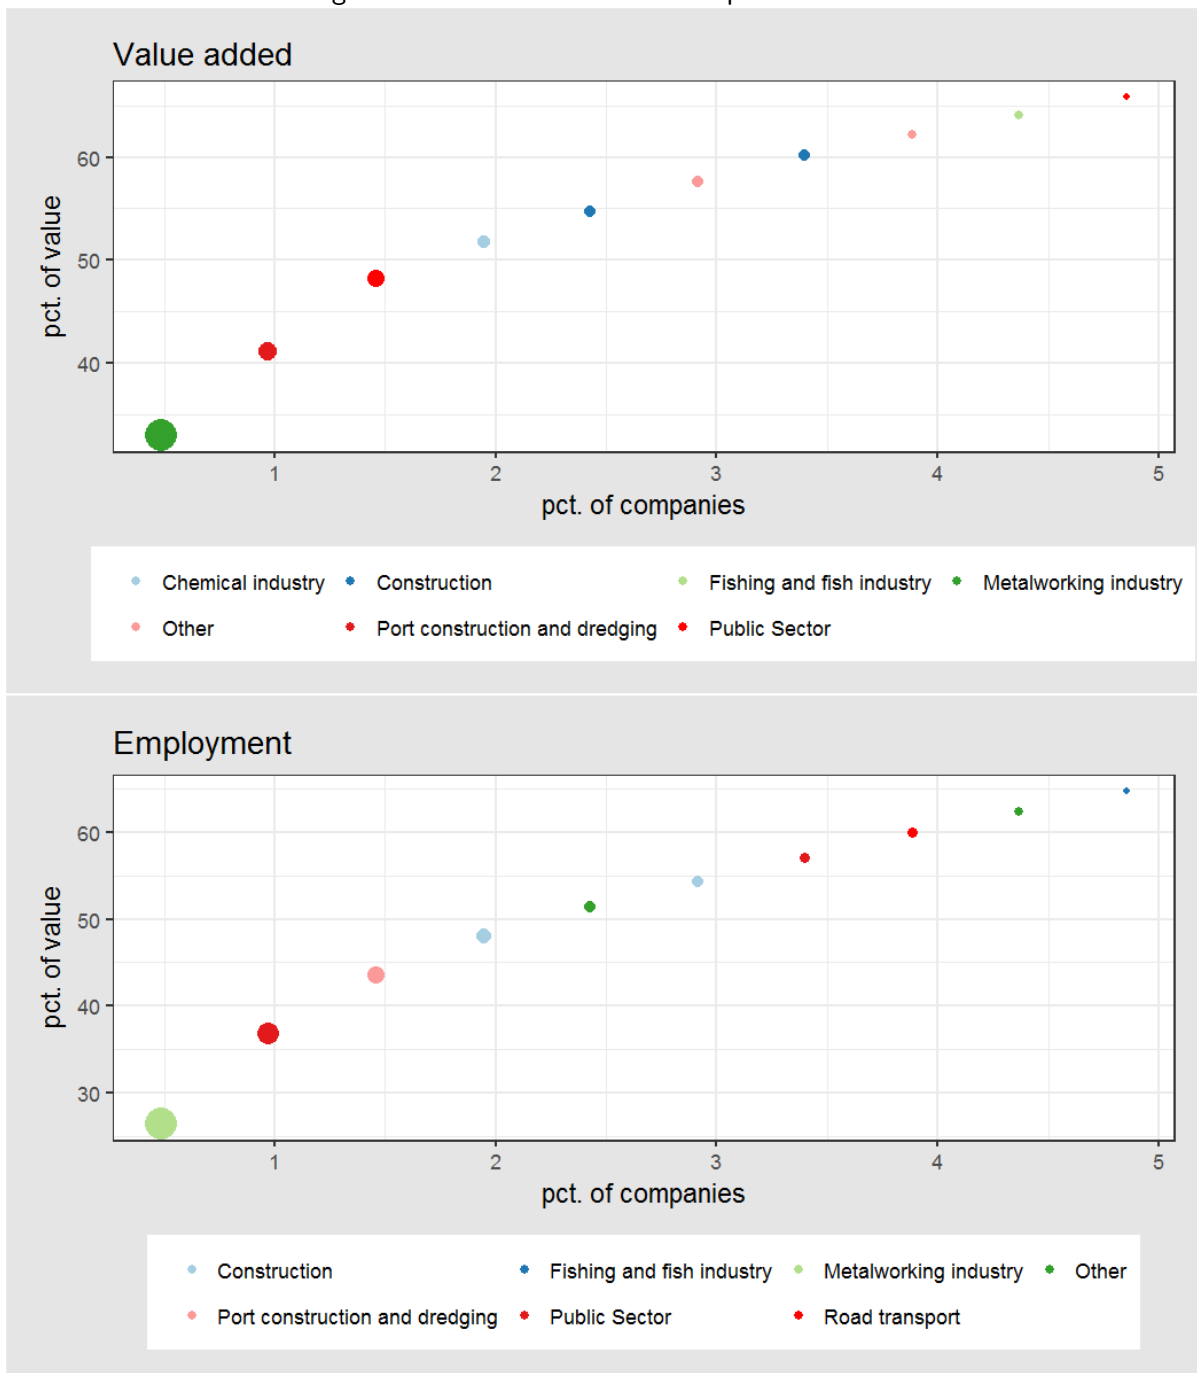 Value added
60
50
40
pct. of value
1 2 3 4 5
pct. of companies
Chemical industry Construction Fishing and fish industry Metalworking industry
Other Port construction and dredging Public Sector
Employment
60
50
40
30
pct. of value
1 2 3 4 5
pct. of companies
Construction Fishing and fish industry Metalworking industry Other
Port construction and dredging Public Sector Road transport